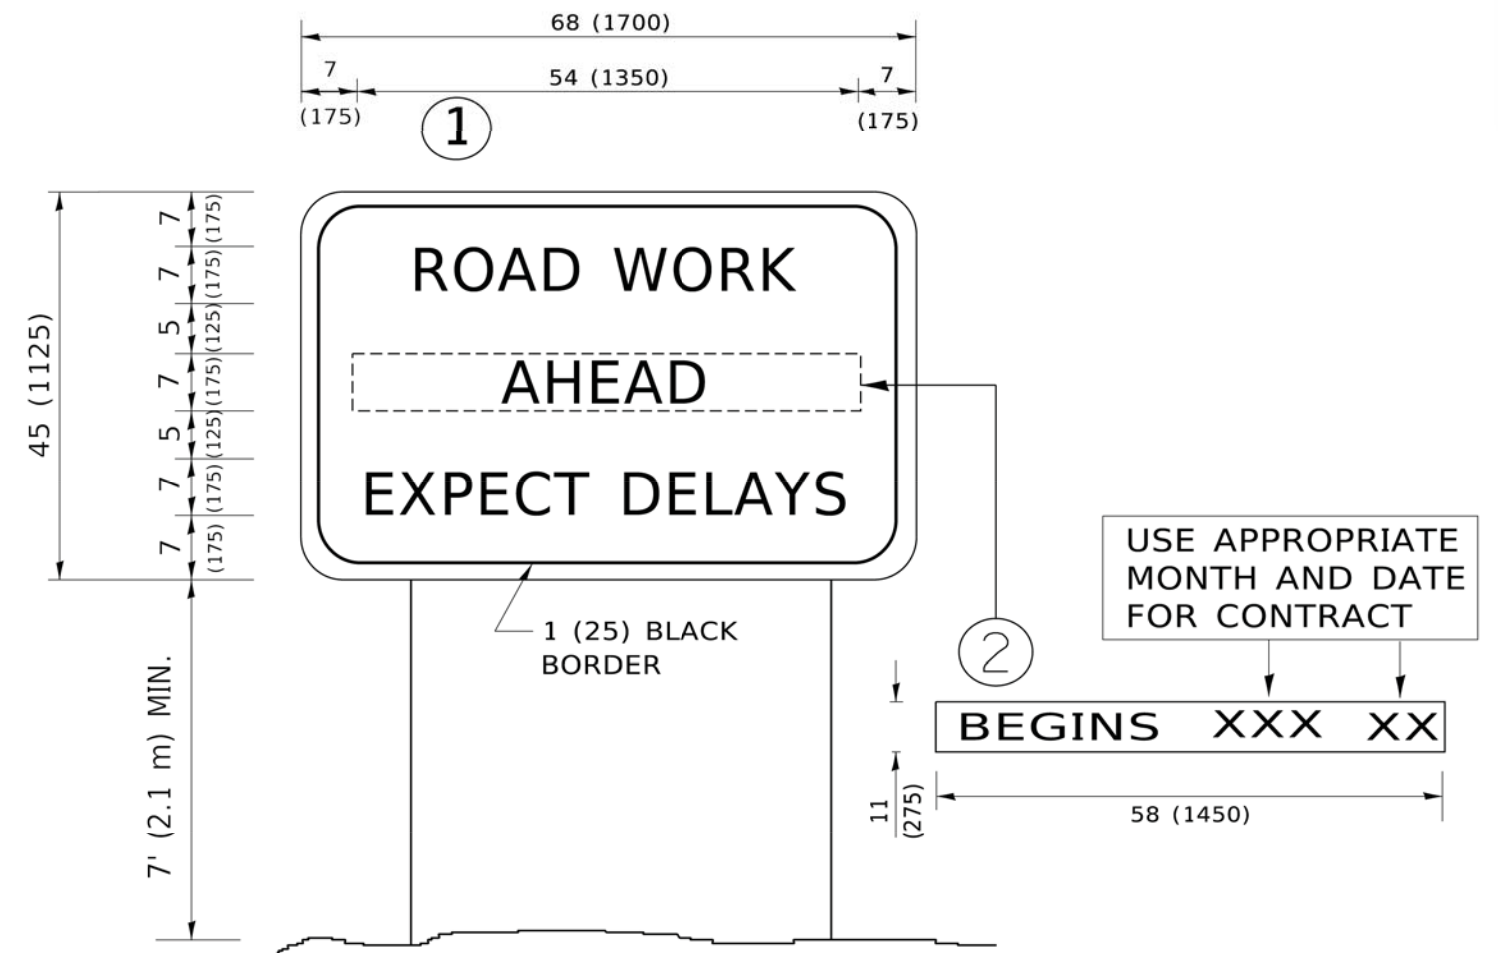 68 (1700)
7
54 (1350)
7
(175)
(175)
1
7
(175)
7
(175)
5
(125)
7
(175)
5
(125)
7
(175)
7
(175)
45 (1125)
ROAD WORK
AHEAD
EXPECT DELAYS
1 (25) BLACK
BORDER
7' (2.1 m) MIN.
2
USE APPROPRIATE
MONTH AND DATE
FOR CONTRACT
BEGINS XXX XX
11
(275)
58 (1450)